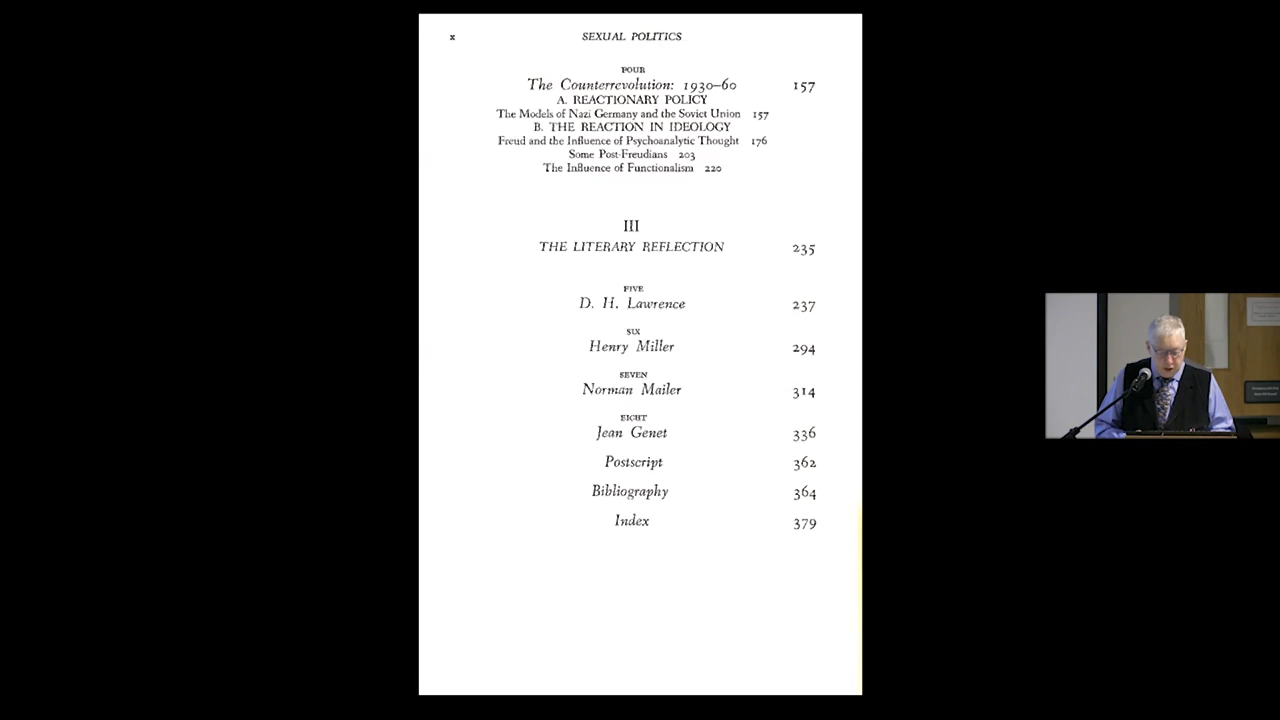 x SEXUAL POLITICS
FOUR
The Counterrevolution: 1930–60 157
A. REACTIONARY POLICY
The Models of Nazi Germany and the Soviet Union 157
B. THE REACTION IN IDEOLOGY
Freud and the Influence of Psychoanalytic Thought 176
Some Post-Freudians 203
The Influence of Functionalism 220
III
THE LITERARY REFLECTION 235
FIVE
D. H. Lawrence 237
SIX
Henry Miller 294
SEVEN
Norman Mailer 314
EIGHT
Jean Genet 336
Postscript 362
Bibliography 364
Index 379